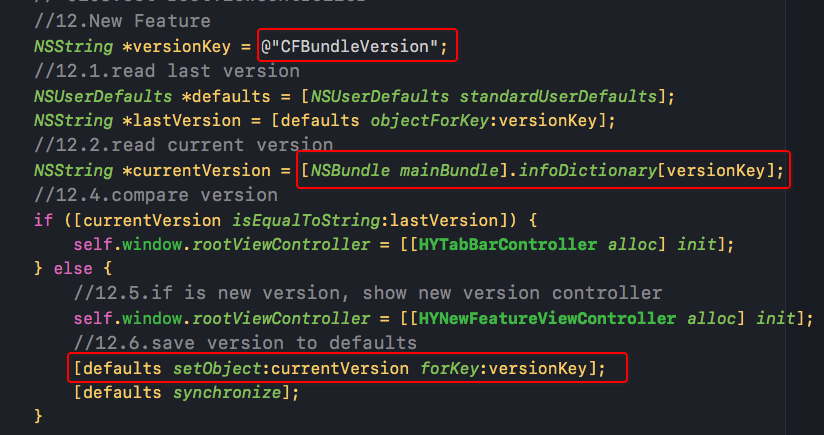 //12.New Feature
NSString *versionKey = @"CFBundleVersion";
//12.1.read last version
NSUserDefaults *defaults = [NSUserDefaults standardUserDefaults];
NSString *lastVersion = [defaults objectForKey:versionKey];
//12.2.read current version
NSString *currentVersion = [NSBundle mainBundle].infoDictionary[versionKey];
//12.4.compare version
if ([currentVersion isEqualToString:lastVersion]) {
self.window.rootViewController = [[HYTabBarController alloc] init];
} else {
//12.5.if is new version, show new version controller
self.window.rootViewController = [[HYNewFeatureViewController alloc] init];
//12.6.save version to defaults
[defaults setObject:currentVersion forKey:versionKey];
[defaults synchronize];
}